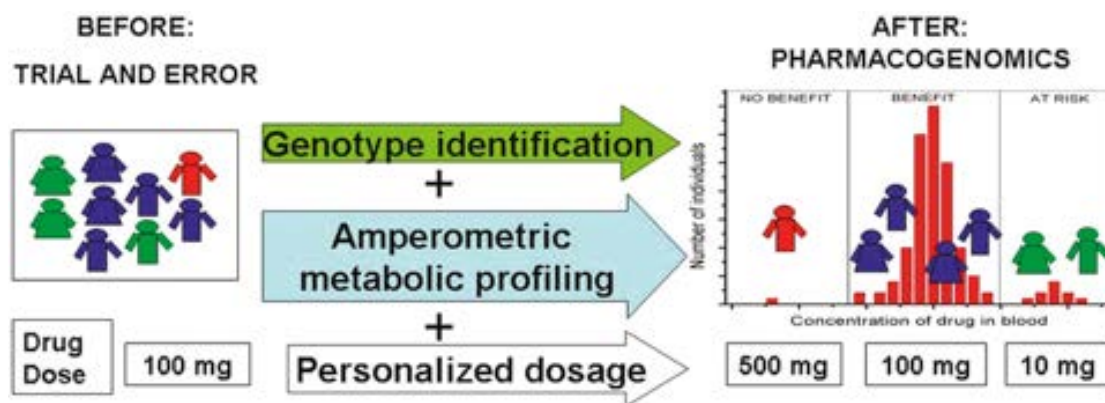 BEFORE:
TRIAL AND ERROR
Drug
Dose
100 mg
Genotype identification
+
Amperometric
metabolic profiling
+
Personalized dosage
AFTER:
PHARMACOGENOMICS
NO BENEFIT
BENEFIT
AT RISK
Number of individuals
Concentration of drug in blood
500 mg
100 mg
10 mg